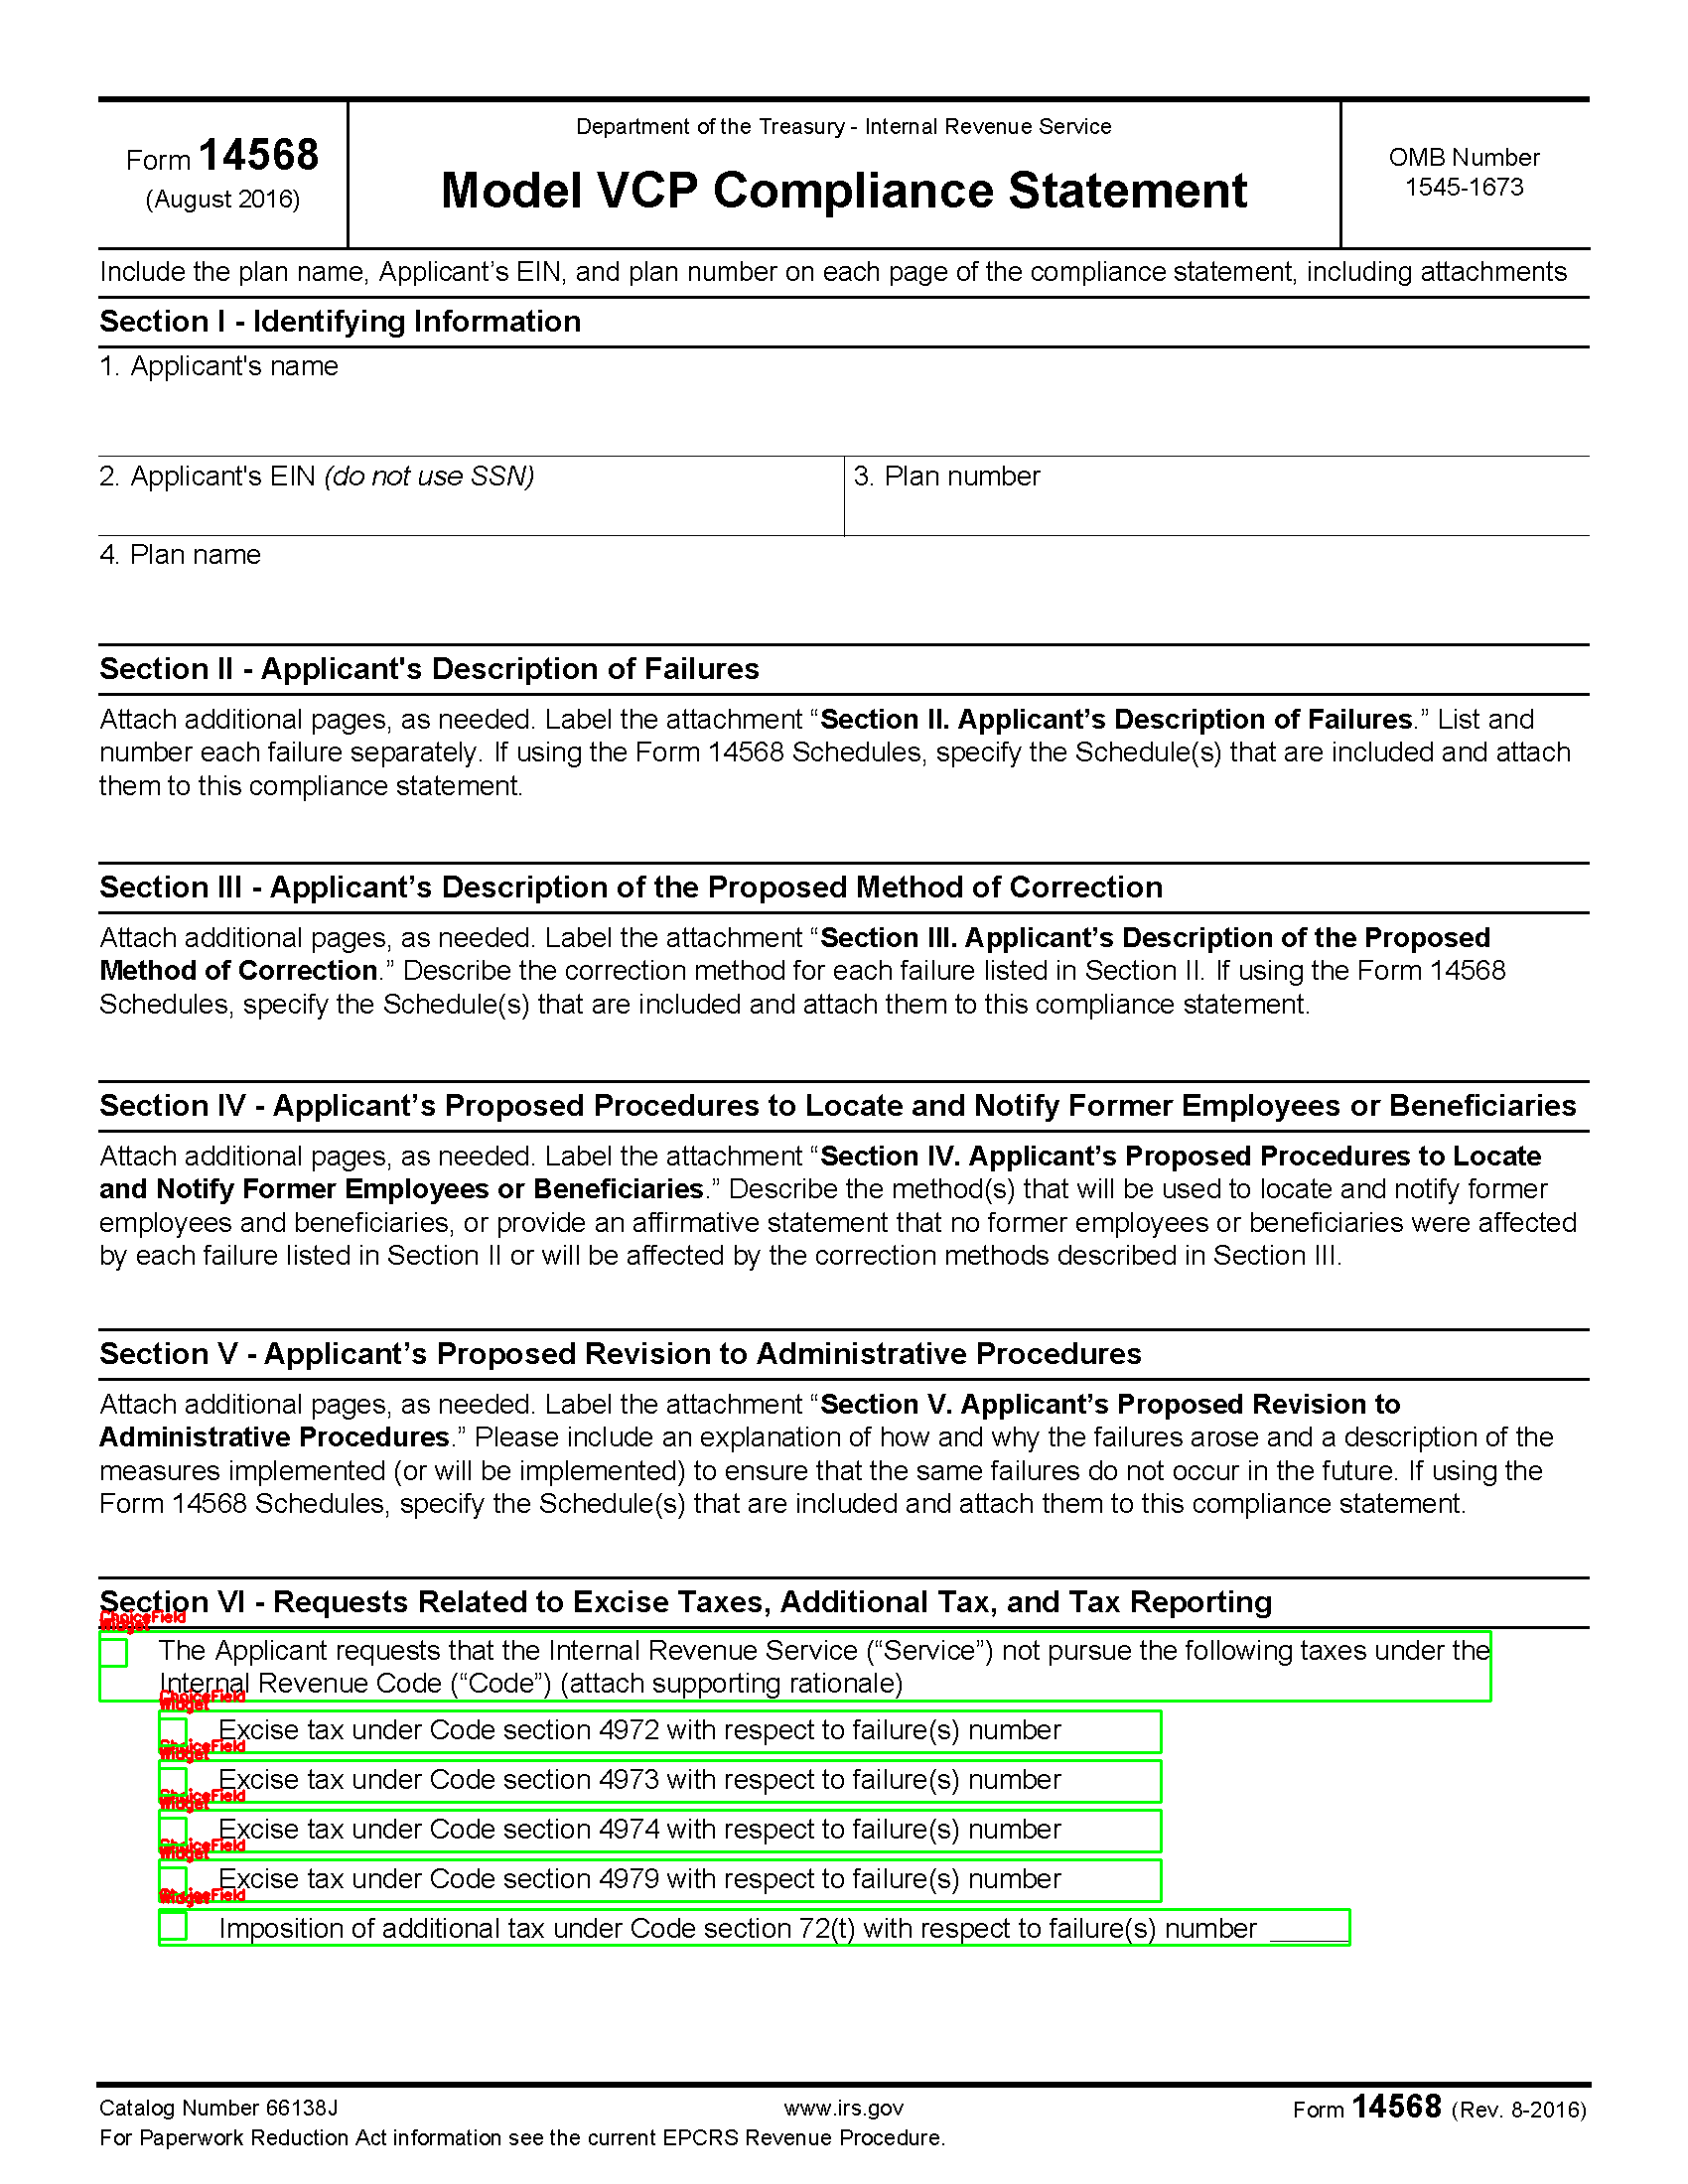 Form 14568
(August 2016)
Department of the Treasury - Internal Revenue Service
Model VCP Compliance Statement
OMB Number
1545-1673
Include the plan name, Applicant’s EIN, and plan number on each page of the compliance statement, including attachments
Section I - Identifying Information
1. Applicant's name
2. Applicant's EIN (do not use SSN)
3. Plan number
4. Plan name
Section II - Applicant's Description of Failures
Attach additional pages, as needed. Label the attachment “Section II. Applicant’s Description of Failures.” List and
number each failure separately. If using the Form 14568 Schedules, specify the Schedule(s) that are included and attach
them to this compliance statement.
Section III - Applicant’s Description of the Proposed Method of Correction
Attach additional pages, as needed. Label the attachment “Section III. Applicant’s Description of the Proposed
Method of Correction.” Describe the correction method for each failure listed in Section II. If using the Form 14568
Schedules, specify the Schedule(s) that are included and attach them to this compliance statement.
Section IV - Applicant’s Proposed Procedures to Locate and Notify Former Employees or Beneficiaries
Attach additional pages, as needed. Label the attachment “Section IV. Applicant’s Proposed Procedures to Locate
and Notify Former Employees or Beneficiaries.” Describe the method(s) that will be used to locate and notify former
employees and beneficiaries, or provide an affirmative statement that no former employees or beneficiaries were affected
by each failure listed in Section II or will be affected by the correction methods described in Section III.
Section V - Applicant’s Proposed Revision to Administrative Procedures
Attach additional pages, as needed. Label the attachment “Section V. Applicant’s Proposed Revision to
Administrative Procedures.” Please include an explanation of how and why the failures arose and a description of the
measures implemented (or will be implemented) to ensure that the same failures do not occur in the future. If using the
Form 14568 Schedules, specify the Schedule(s) that are included and attach them to this compliance statement.
Section VI - Requests Related to Excise Taxes, Additional Tax, and Tax Reporting
ChoiceField
Widget
The Applicant requests that the Internal Revenue Service (“Service”) not pursue the following taxes under the
Internal Revenue Code (“Code”) (attach supporting rationale)
ChoiceField
Widget
Excise tax under Code section 4972 with respect to failure(s) number
ChoiceField
Widget
Excise tax under Code section 4973 with respect to failure(s) number
ChoiceField
Widget
Excise tax under Code section 4974 with respect to failure(s) number
ChoiceField
Widget
Excise tax under Code section 4979 with respect to failure(s) number
ChoiceField
Widget
Imposition of additional tax under Code section 72(t) with respect to failure(s) number ______
Catalog Number 66138J
www.irs.gov
Form 14568 (Rev. 8-2016)
For Paperwork Reduction Act information see the current EPCRS Revenue Procedure.